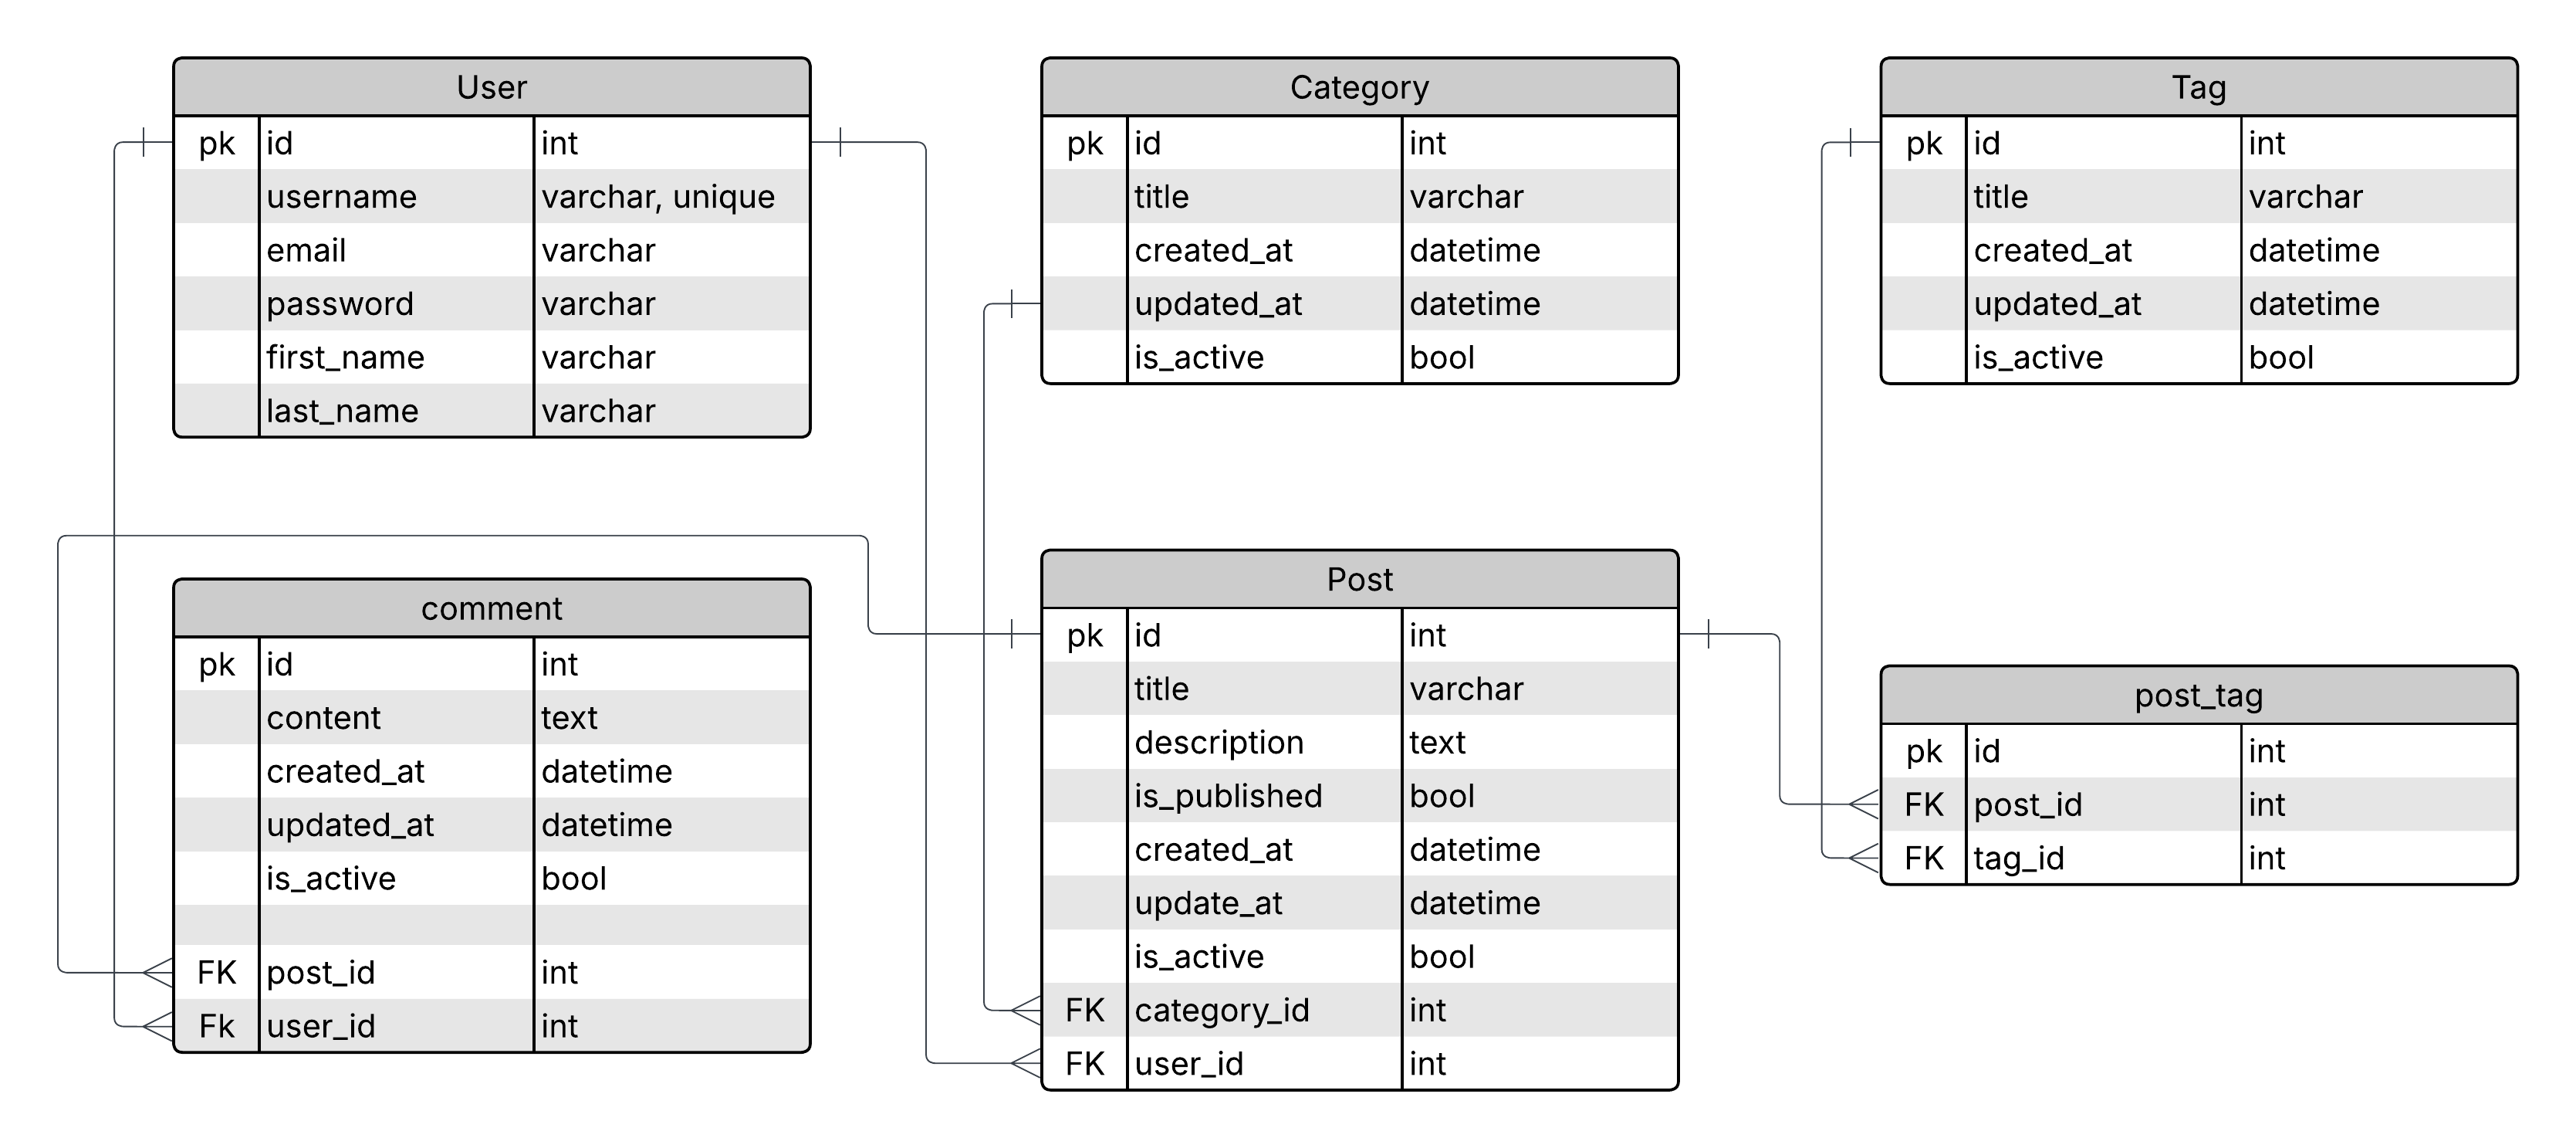 User
pk id int
username varchar, unique
email varchar
password varchar
first_name varchar
last_name varchar
Category
pk id int
title varchar
created_at datetime
updated_at datetime
is_active bool
Tag
pk id int
title varchar
created_at datetime
updated_at datetime
is_active bool
comment
pk id int
content text
created_at datetime
updated_at datetime
is_active bool
FK post_id int
Fk user_id int
Post
pk id int
title varchar
description text
is_published bool
created_at datetime
update_at datetime
is_active bool
FK category_id int
FK user_id int
post_tag
pk id int
FK post_id int
FK tag_id int